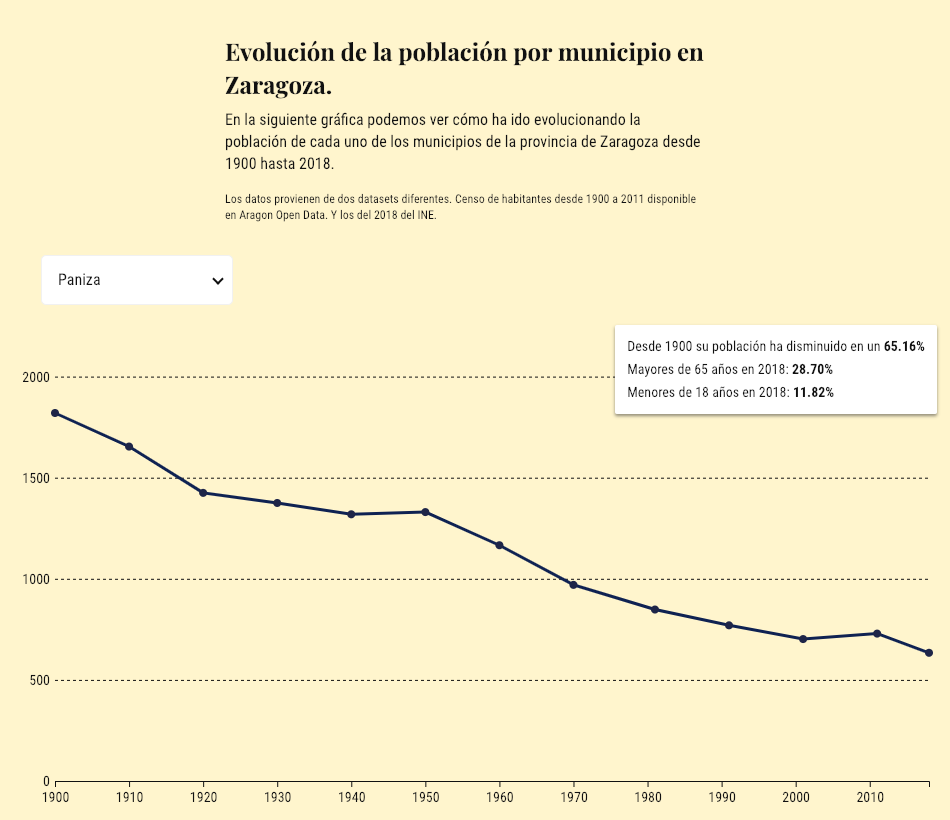 Evolución de la población por municipio en
Zaragoza.
En la siguiente gráfica podemos ver cómo ha ido evolucionando la
población de cada uno de los municipios de la provincia de Zaragoza desde
1900 hasta 2018.
Los datos provienen de dos datasets diferentes. Censo de habitantes desde 1900 a 2011 disponible
en Aragon Open Data. Y los del 2018 del INE.
Paniza
Desde 1900 su población ha disminuido en un 65.16%
Mayores de 65 años en 2018: 28.70%
Menores de 18 años en 2018: 11.82%
2000
1500
1000
500
0
1900 1910 1920 1930 1940 1950 1960 1970 1980 1990 2000 2010